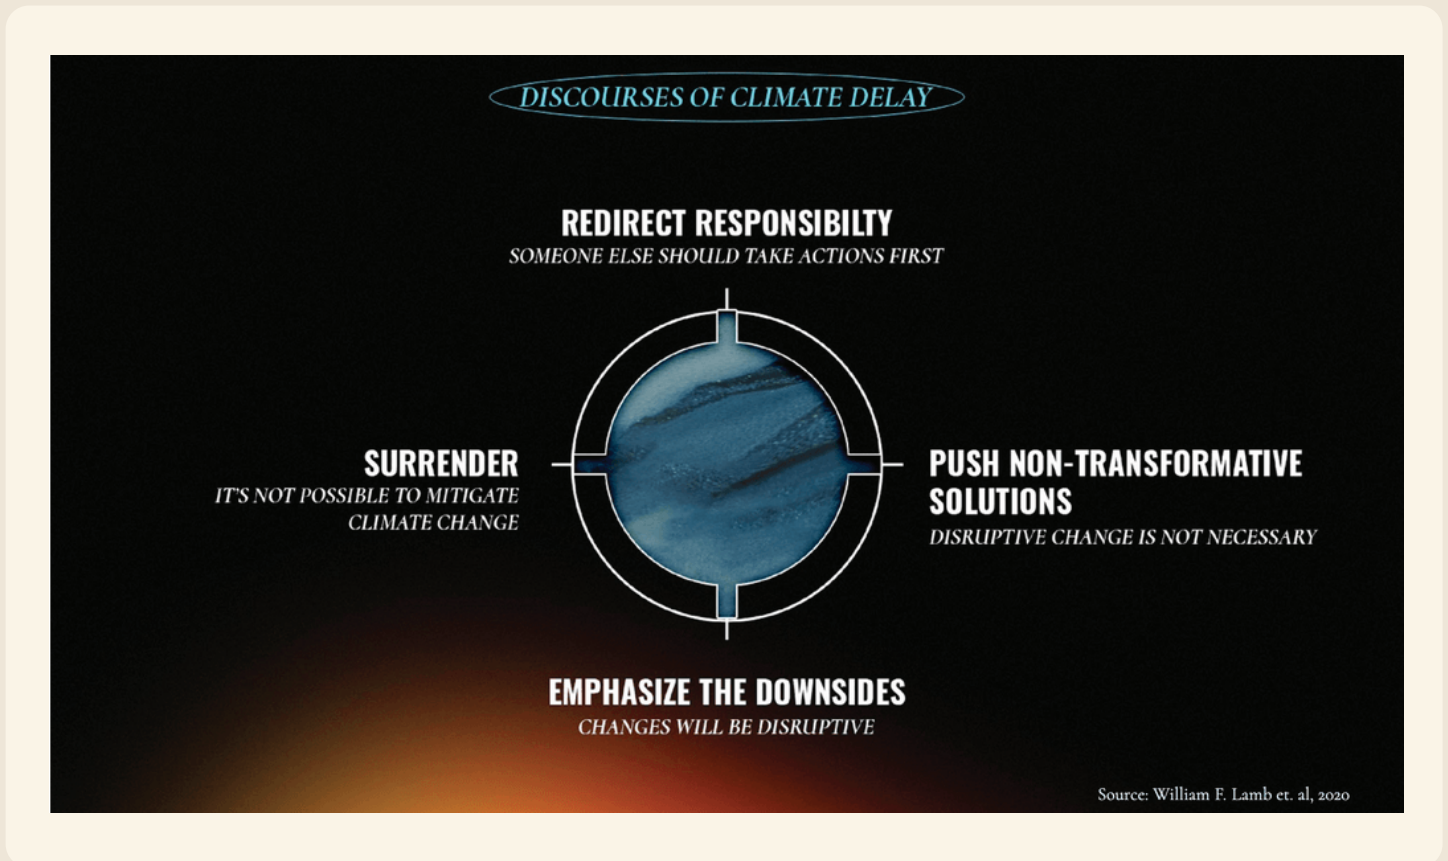 DISCOURSES OF CLIMATE DELAY
REDIRECT RESPONSIBILTY
SOMEONE ELSE SHOULD TAKE ACTIONS FIRST
SURRENDER
IT'S NOT POSSIBLE TO MITIGATE
CLIMATE CHANGE
PUSH NON-TRANSFORMATIVE
SOLUTIONS
DISRUPTIVE CHANGE IS NOT NECESSARY
EMPHASIZE THE DOWNSIDES
CHANGES WILL BE DISRUPTIVE
Source: William F. Lamb et. al, 2020